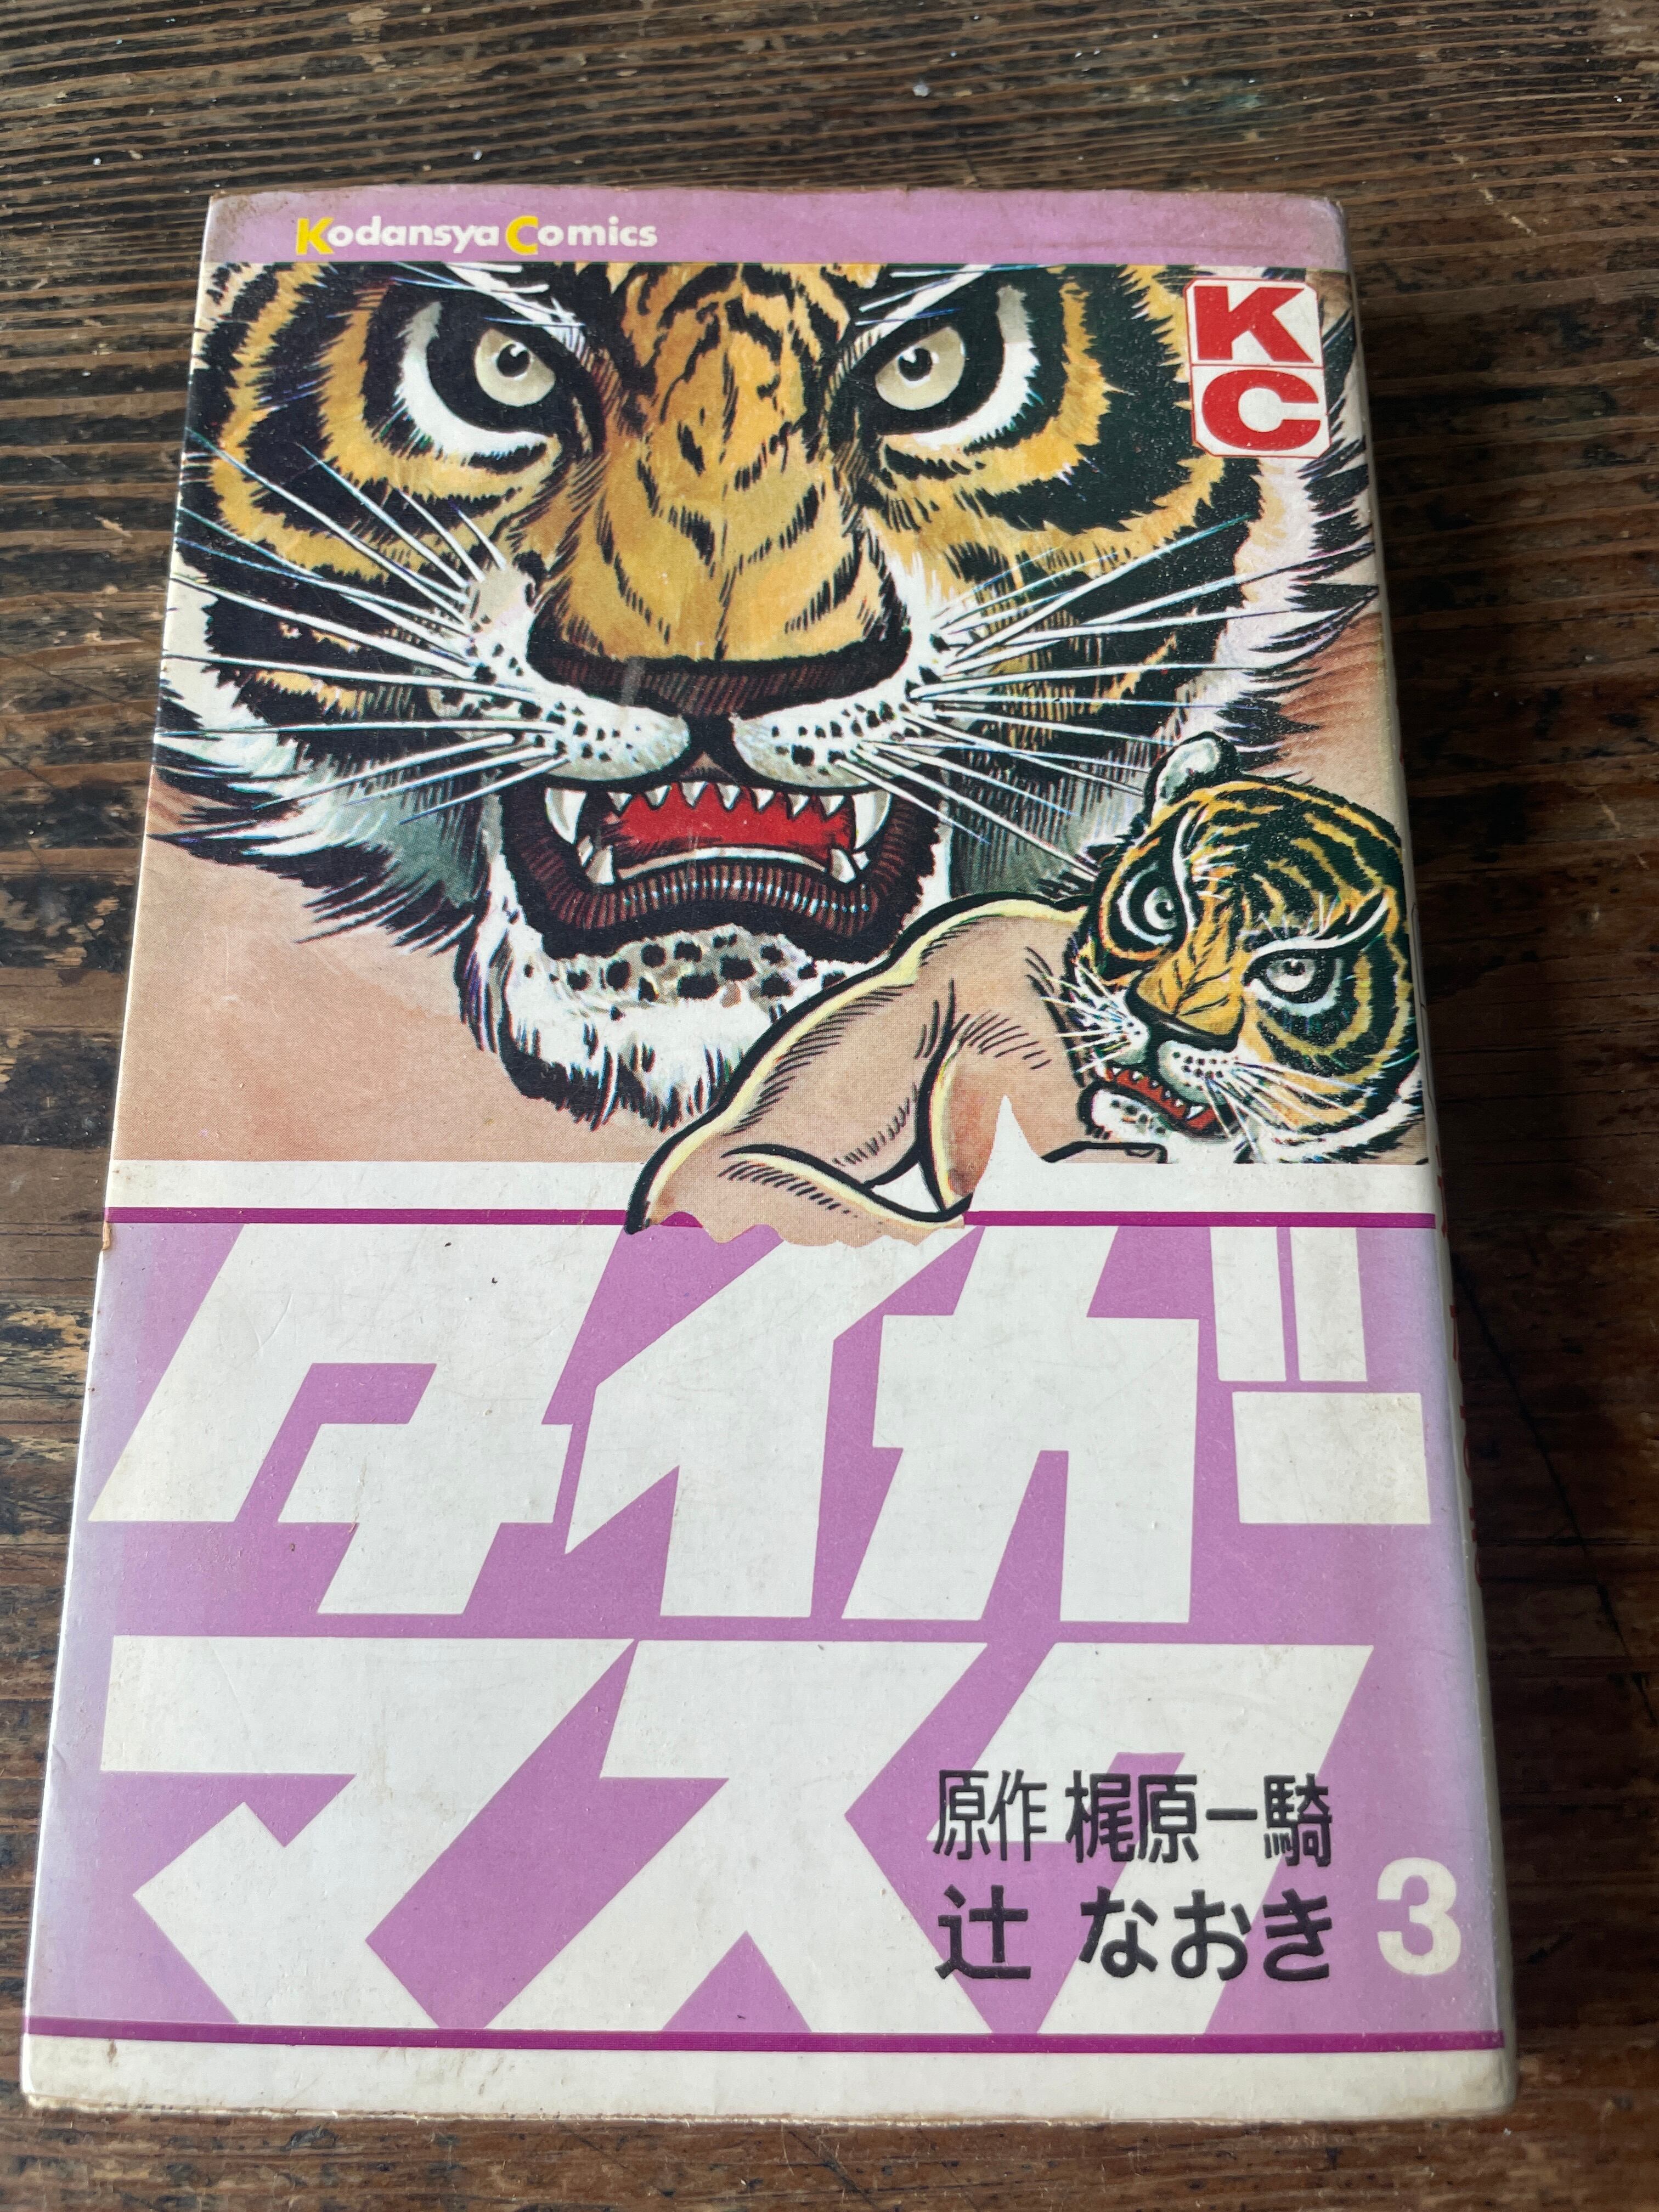 Kodansya Comics
KC
タイガー
マスク
原作 梶原一騎
辻 なおき
3